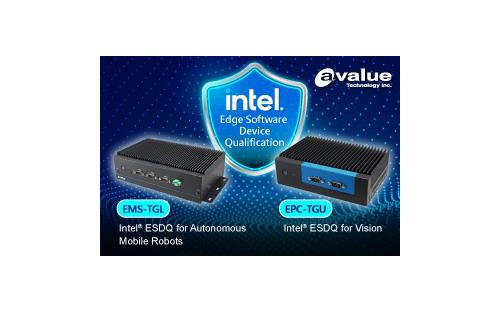 avalue
Technology Inc.
intel.
Edge Software
Device
Qualification
EMS-TGL
EPC-TGU
Intel® ESDQ for Autonomous
Mobile Robots
Intel® ESDQ for Vision